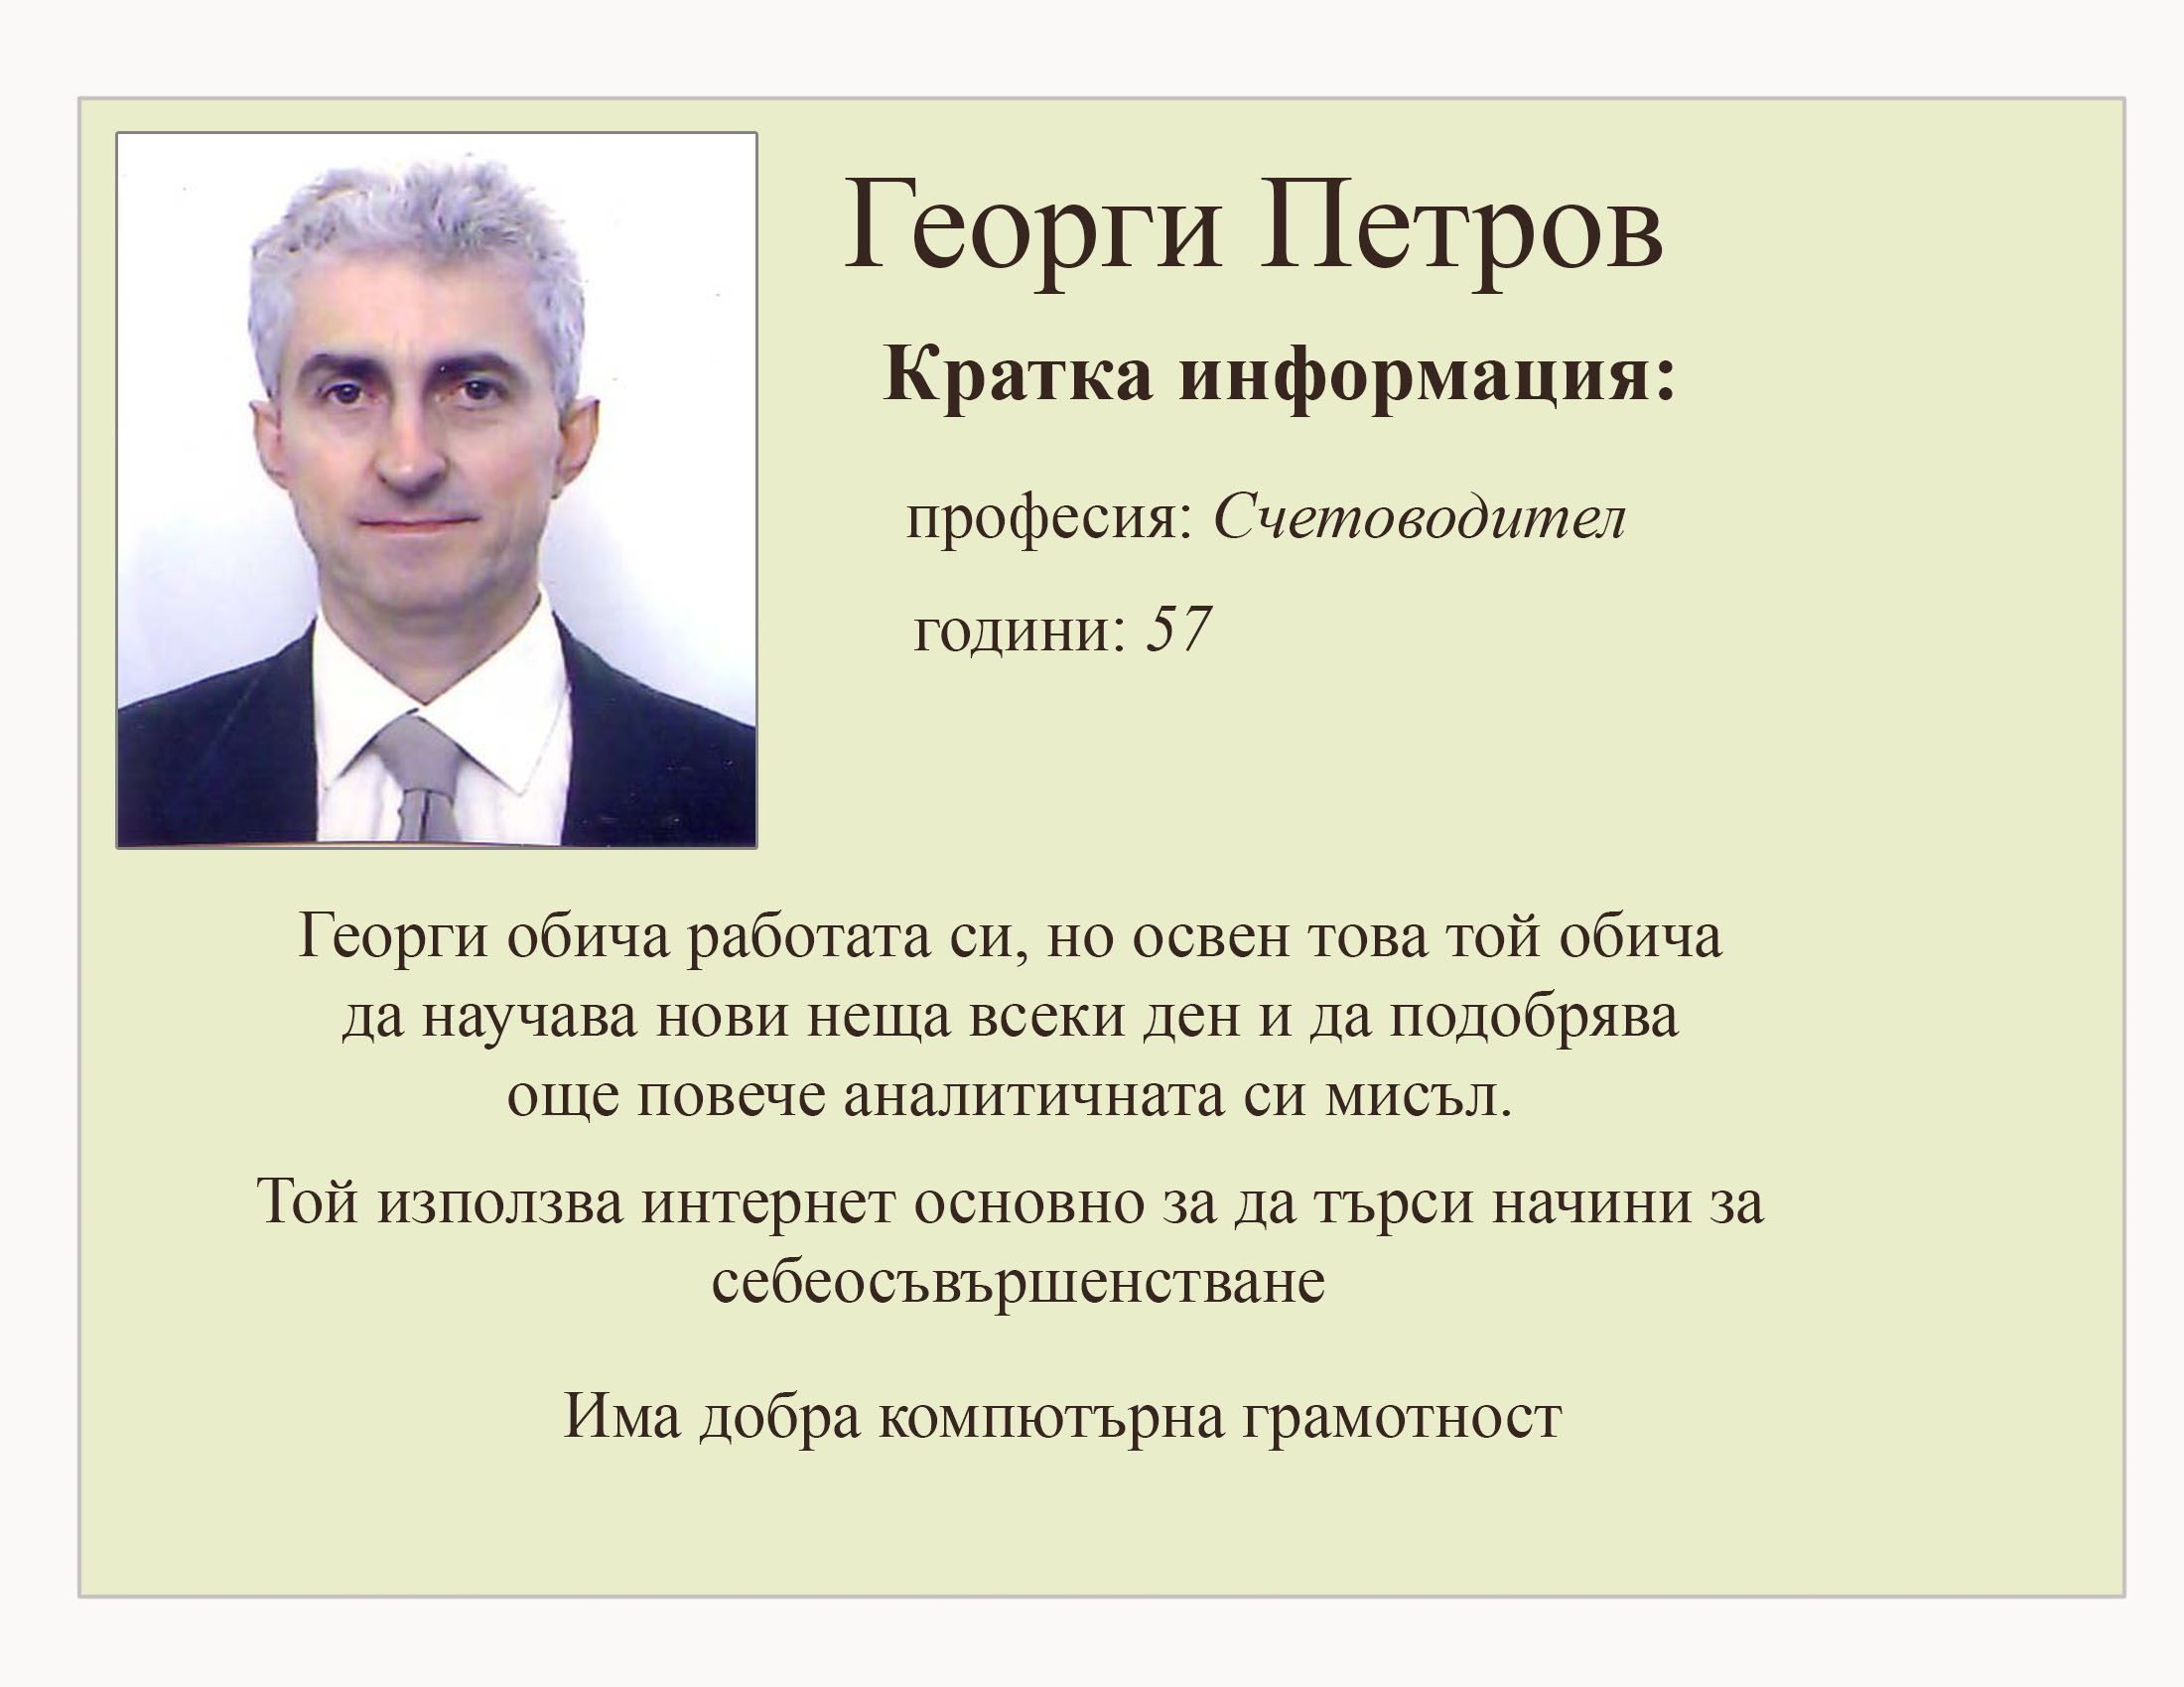 Георги Петров
Кратка информация:
професия: Счетоводител
години: 57
Георги обича работата си, но освен това той обича
да научава нови неща всеки ден и да подобрява
още повече аналитичната си мисъл.
Той използва интернет основно за да търси начини за
себеосъвършенстване
Има добра компютърна грамотност